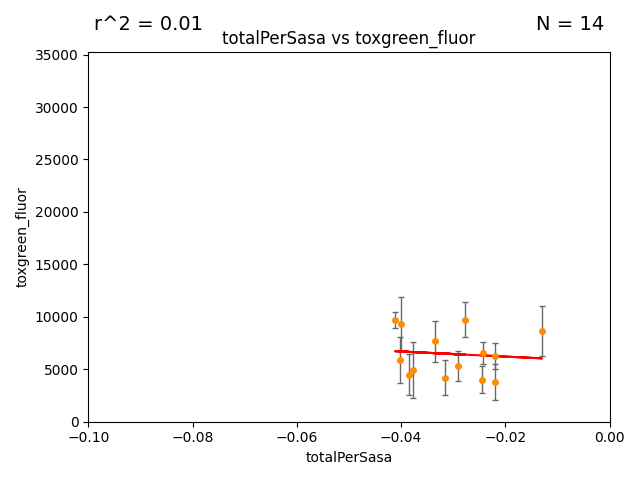 r^2 = 0.01
N = 14
totalPerSasa vs toxgreen_fluor
35000
30000
25000
20000
15000
10000
5000
0
toxgreen_fluor
−0.10
−0.08
−0.06
−0.04
−0.02
0.00
totalPerSasa